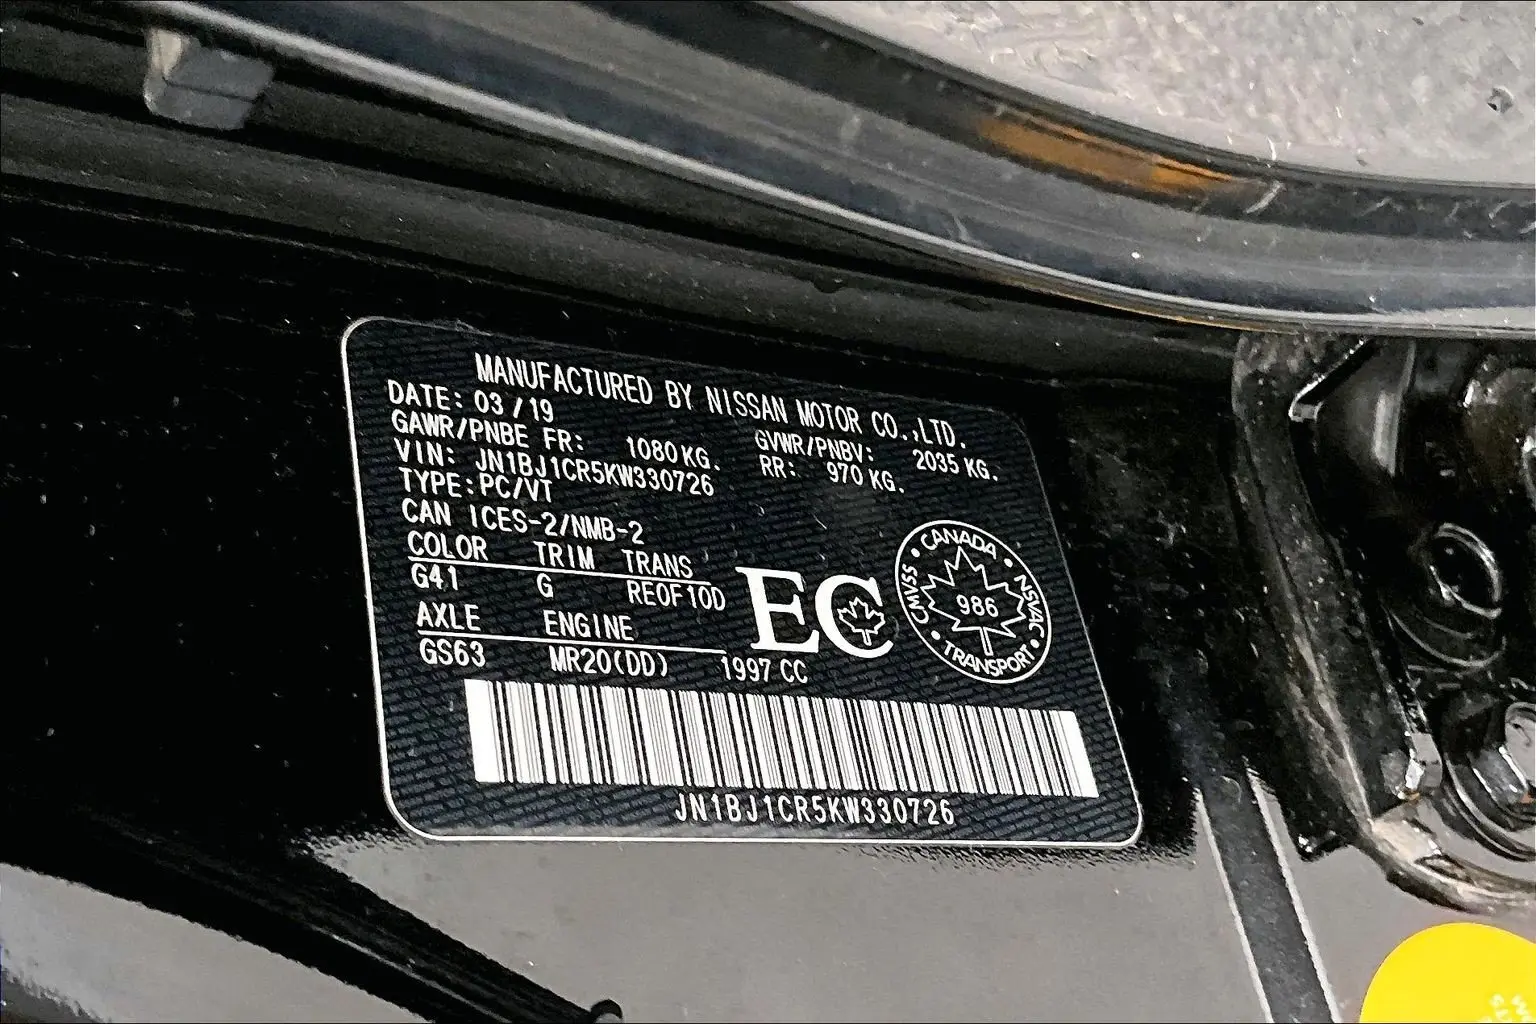 MANUFACTURED BY NISSAN MOTOR CO.,LTD.
DATE: 03/19 GVWR/PNBV: 2035 KG.
GAWR/PNBE FR: 1080KG. RR: 970 KG.
VIN: JN1BJ1CR5KW330726
TYPE:PC/VT
CAN ICES-2/NMB-2
COLOR TRIM TRANS
G41 G RE0F10D
AXLE ENGINE
GS63 MR20(DD) 1997 CC
EC
CANADA
CMVSS
NSVAC
986
TRANSPORT
JN1BJ1CR5KW330726